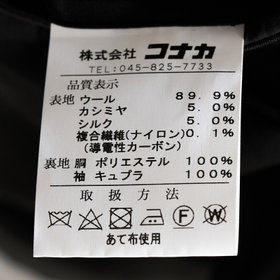 株式会社 コナカ
TEL:045-825-7733
品質表示
表地 ウール 89.9%
カシミヤ 5.0%
シルク 5.0%
複合繊維(ナイロン)0.1%
(導電性カーボン)
裏地 胴 ポリエステル 100%
袖 キュプラ 100%
取扱方法
F W
あて布使用